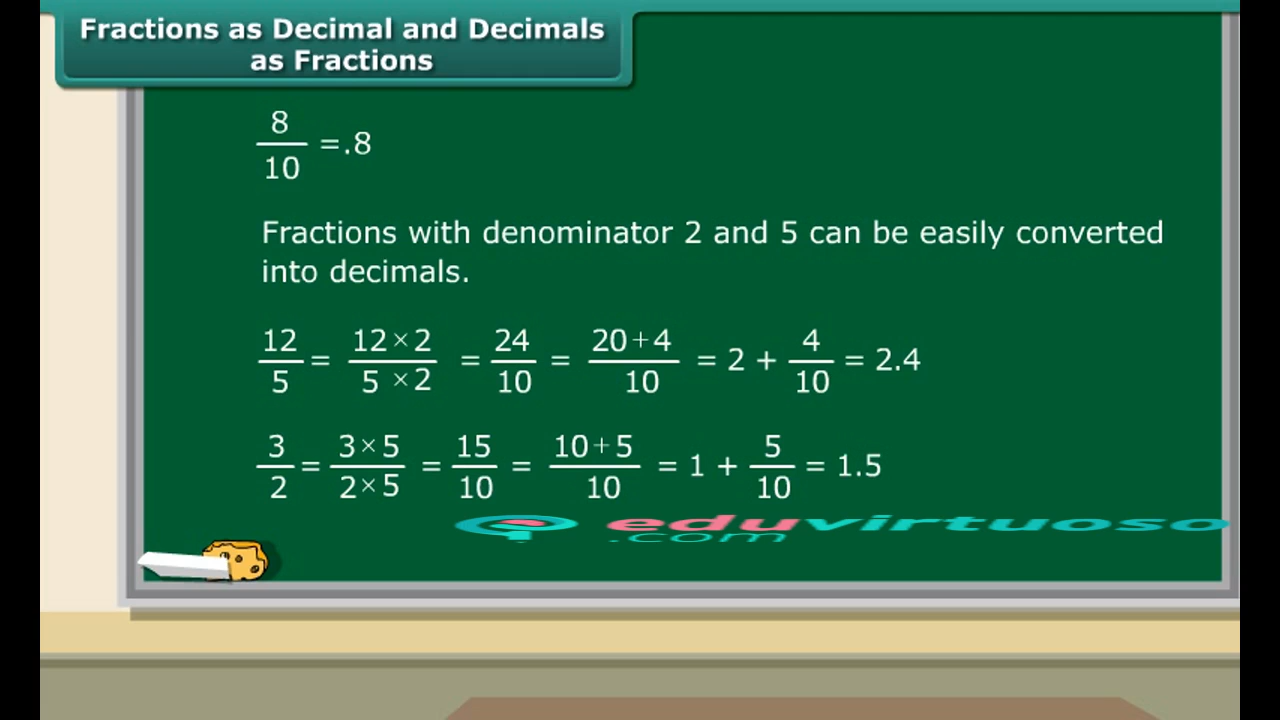 Fractions as Decimal and Decimals
as Fractions
8/10 =.8
Fractions with denominator 2 and 5 can be easily converted
into decimals.
12/5 = 12×2/5×2 = 24/10 = 20+4/10 = 2 + 4/10 = 2.4
3/2 = 3×5/2×5 = 15/10 = 10+5/10 = 1 + 5/10 = 1.5
eduvirtuoso
.com